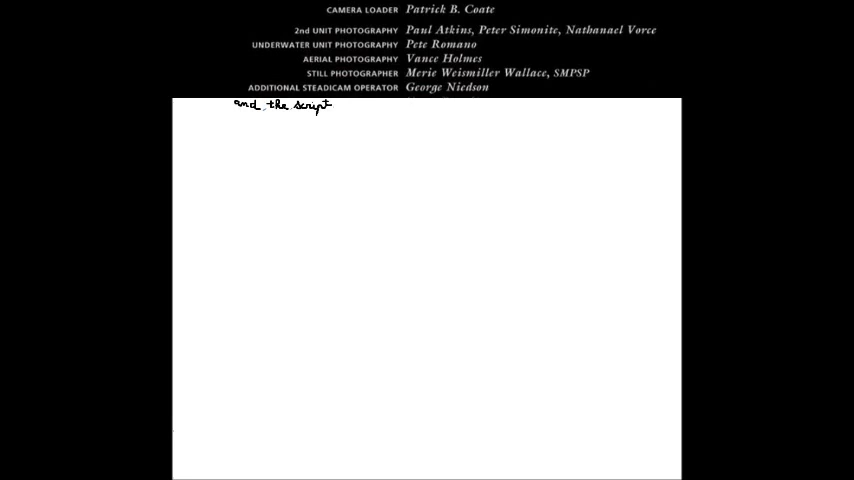 CAMERA LOADER Patrick B. Coate
2nd UNIT PHOTOGRAPHY Paul Atkins, Peter Simonite, Nathanael Vorce
UNDERWATER UNIT PHOTOGRAPHY Pete Romano
AERIAL PHOTOGRAPHY Vance Holmes
STILL PHOTOGRAPHER Merie Weismiller Wallace, SMPSP
ADDITIONAL STEADICAM OPERATOR George Niedson
and the script